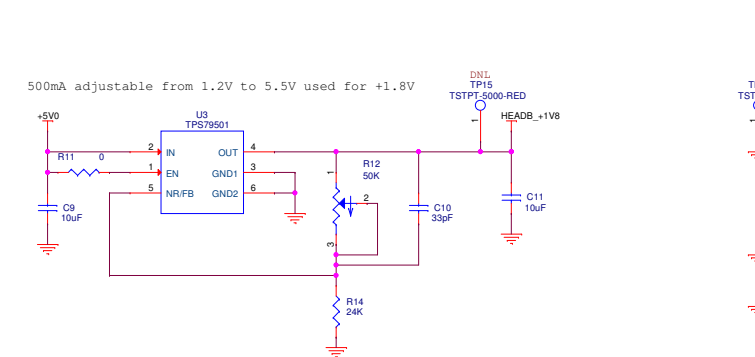 DNL
TP15
TSTPT-5000-RED
500mA adjustable from 1.2V to 5.5V used for +1.8V
+5V0
U3
TPS79501
HEADB_+1V8
1
R11 0
2 IN
OUT 4
1 EN
GND1 3
5 NR/FB
GND2 6
R12
50K
1
2
3
C9
10uF
C10
33pF
C11
10uF
R14
24K
1